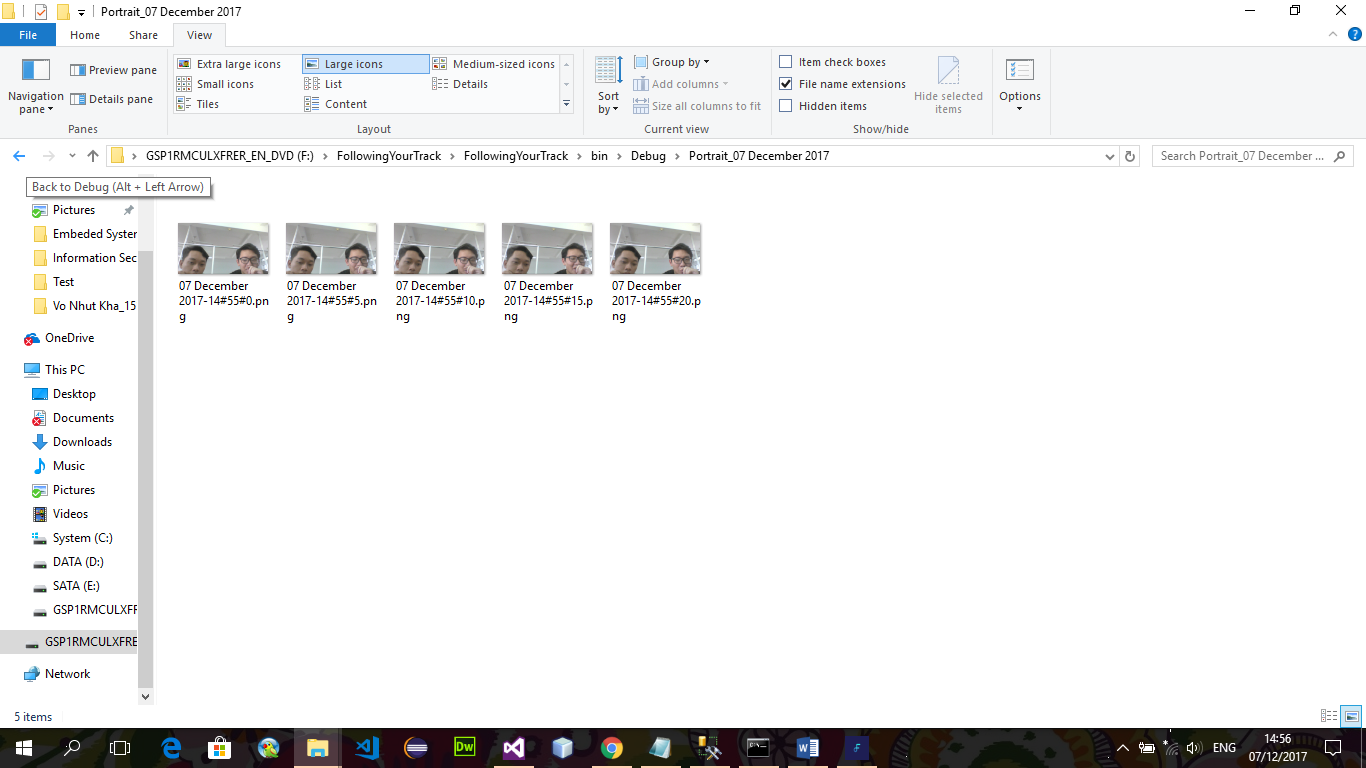 Portrait_07 December 2017
File Home Share View
Navigation pane
Preview pane
Details pane
Panes
Extra large icons Large icons Medium-sized icons
Small icons List Details
Tiles Content
Layout
Sort by
Group by
Add columns
Size all columns to fit
Current view
Item check boxes
File name extensions
Hidden items
Hide selected items
Show/hide
Options
GSP1RMCULXFRER_EN_DVD (F:) FollowingYourTrack FollowingYourTrack bin Debug Portrait_07 December 2017
Search Portrait_07 December ...
Back to Debug (Alt + Left Arrow)
Pictures
Embeded Syster
Information Sec
Test
Vo Nhut Kha_15
OneDrive
This PC
Desktop
Documents
Downloads
Music
Pictures
Videos
System (C:)
DATA (D:)
SATA (E:)
GSP1RMCULXFF
GSP1RMCULXFRE
Network
07 December
2017-14#55#0.pn
g
07 December
2017-14#55#5.pn
g
07 December
2017-14#55#10.p
ng
07 December
2017-14#55#15.p
ng
07 December
2017-14#55#20.p
ng
5 items
Dw
ENG
14:56
07/12/2017